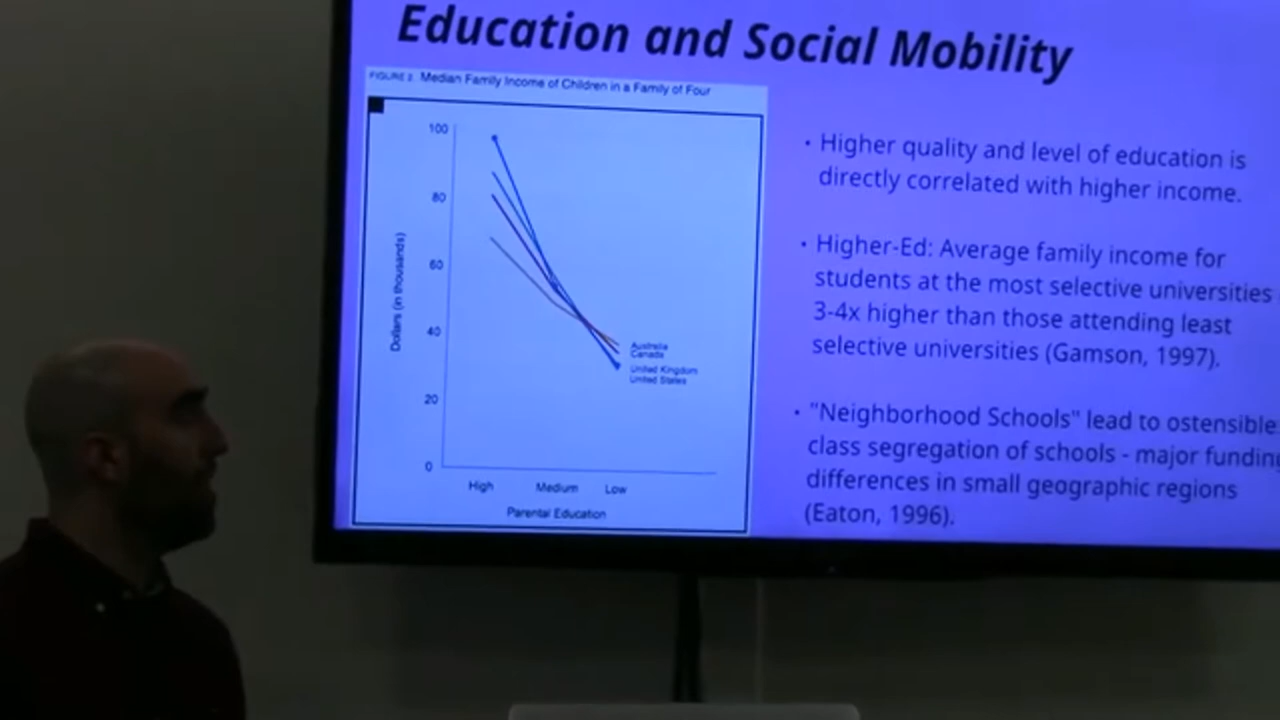 Education and Social Mobility
FIGURE 2. Median Family Income of Children in a Family of Four
100
80
60
40
20
0
Dollars (in thousands)
Australia
Canada
United Kingdom
United States
High Medium Low
Parental Education
· Higher quality and level of education is
directly correlated with higher income.
· Higher-Ed: Average family income for
students at the most selective universities
3-4x higher than those attending least
selective universities (Gamson, 1997).
· "Neighborhood Schools" lead to ostensible
class segregation of schools - major fundin
differences in small geographic regions
(Eaton, 1996).